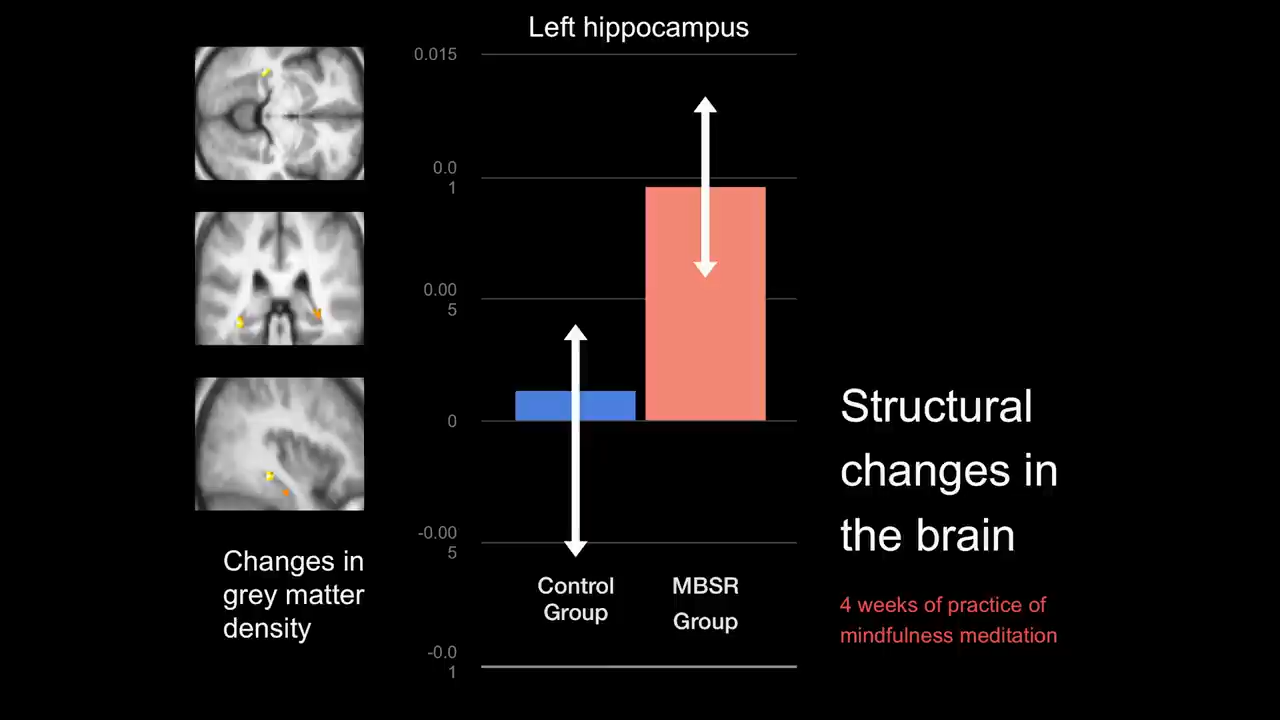 Left hippocampus
0.015
0.0
1
0.00
5
0
-0.00
5
-0.0
1
Control
Group
MBSR
Group
Changes in
grey matter
density
Structural
changes in
the brain
4 weeks of practice of
mindfulness meditation